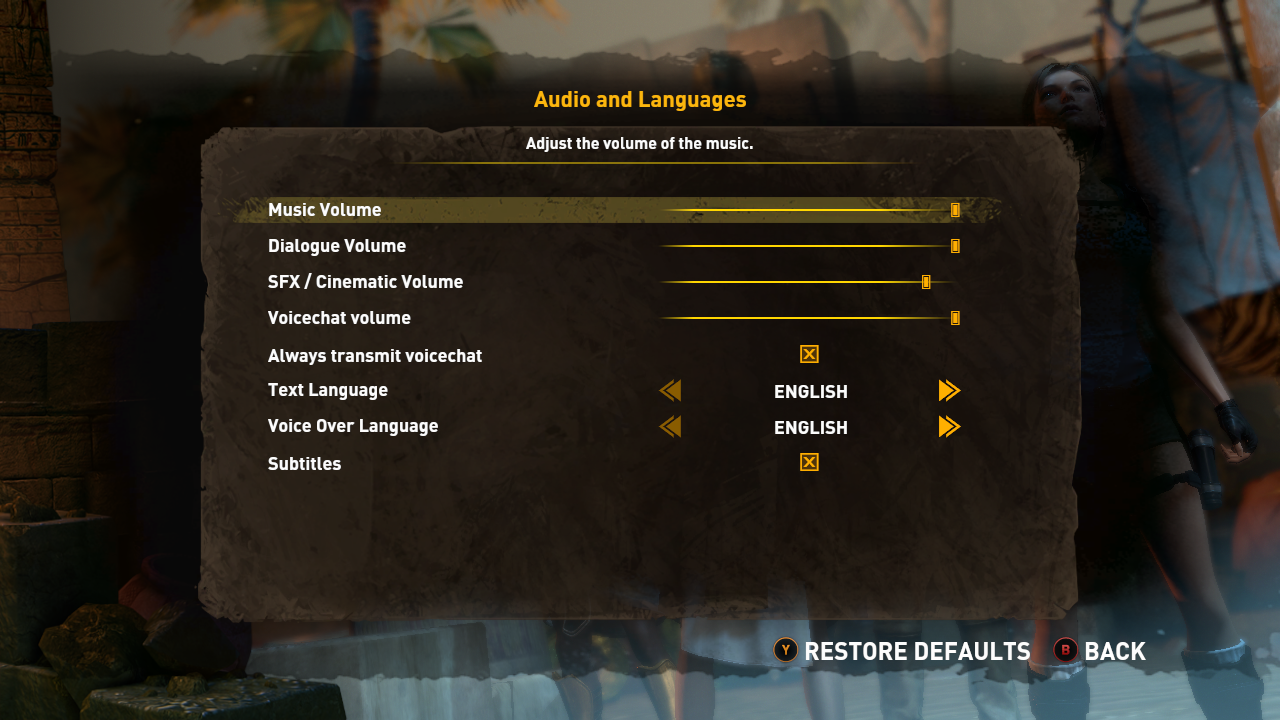 Audio and Languages
Adjust the volume of the music.
Music Volume
Dialogue Volume
SFX / Cinematic Volume
Voicechat volume
Always transmit voicechat
Text Language ENGLISH
Voice Over Language ENGLISH
Subtitles
Y RESTORE DEFAULTS B BACK